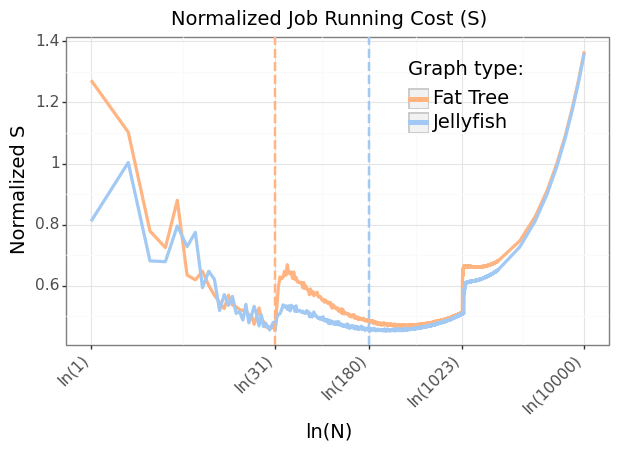 Normalized Job Running Cost (S)
1.4
1.2
1
0.8
0.6
Normalized S
Graph type:
Fat Tree
Jellyfish
ln(1)
ln(31)
ln(180)
ln(1023)
ln(10000)
ln(N)